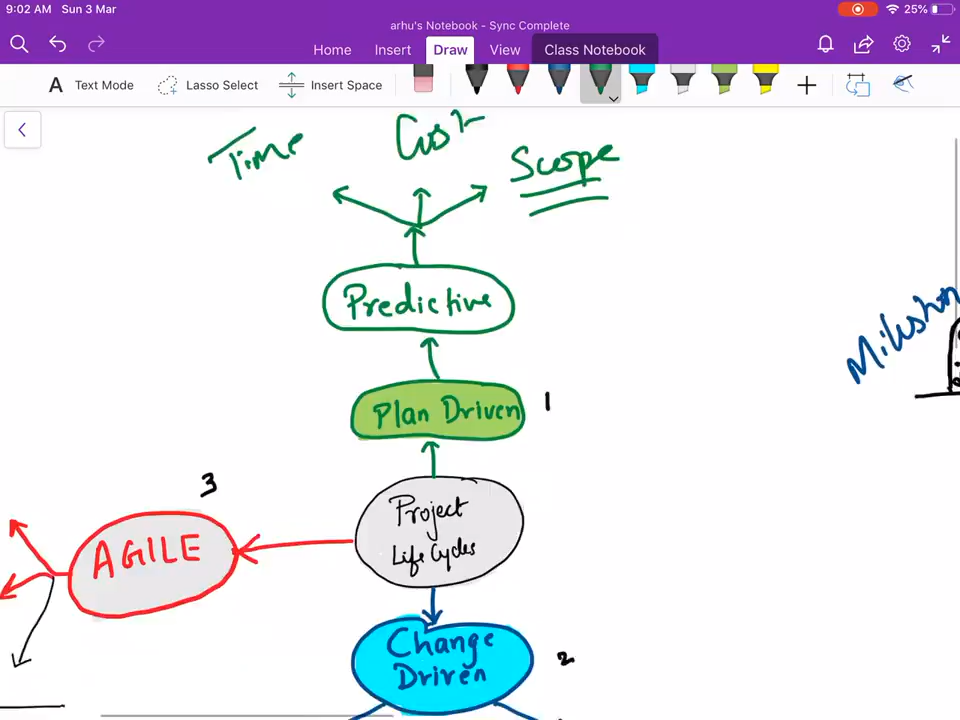 9:02 AM Sun 3 Mar
25%
arhu's Notebook - Sync Complete
Home Insert Draw View Class Notebook
A Text Mode Lasso Select Insert Space
Time Cost Scope
Predictive
Plan Driven 1
3
AGILE
Project
Life Cycles
Change
Driven 2